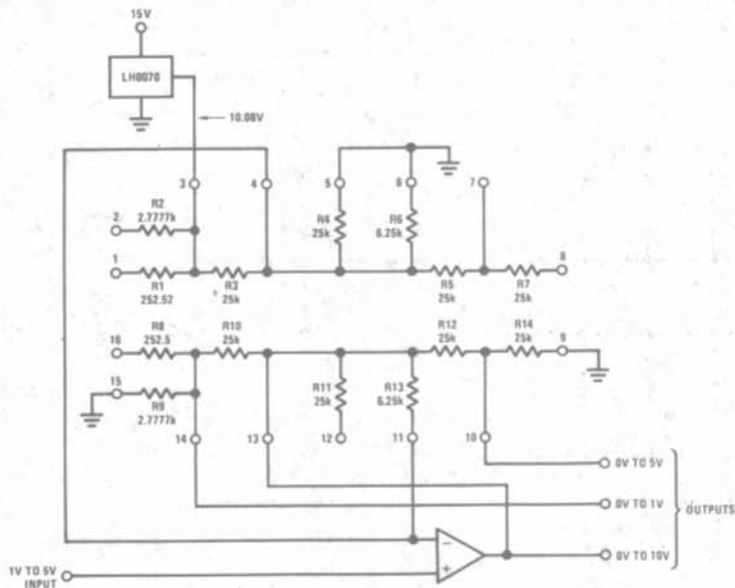 15V
LH0070
10.08V
3
4
5
6
7
R2
2.7777k
2
R4
25k
R6
6.25k
1
8
R1
252.52
R3
25k
R5
25k
R7
25k
R8
252.5
R10
25k
R12
25k
R14
25k
16
9
15
R11
25k
R13
6.25k
R9
2.7777k
14
13
12
11
10
0V TO 5V
0V TO 1V
OUTPUTS
0V TO 10V
−
+
1V TO 5V
INPUT